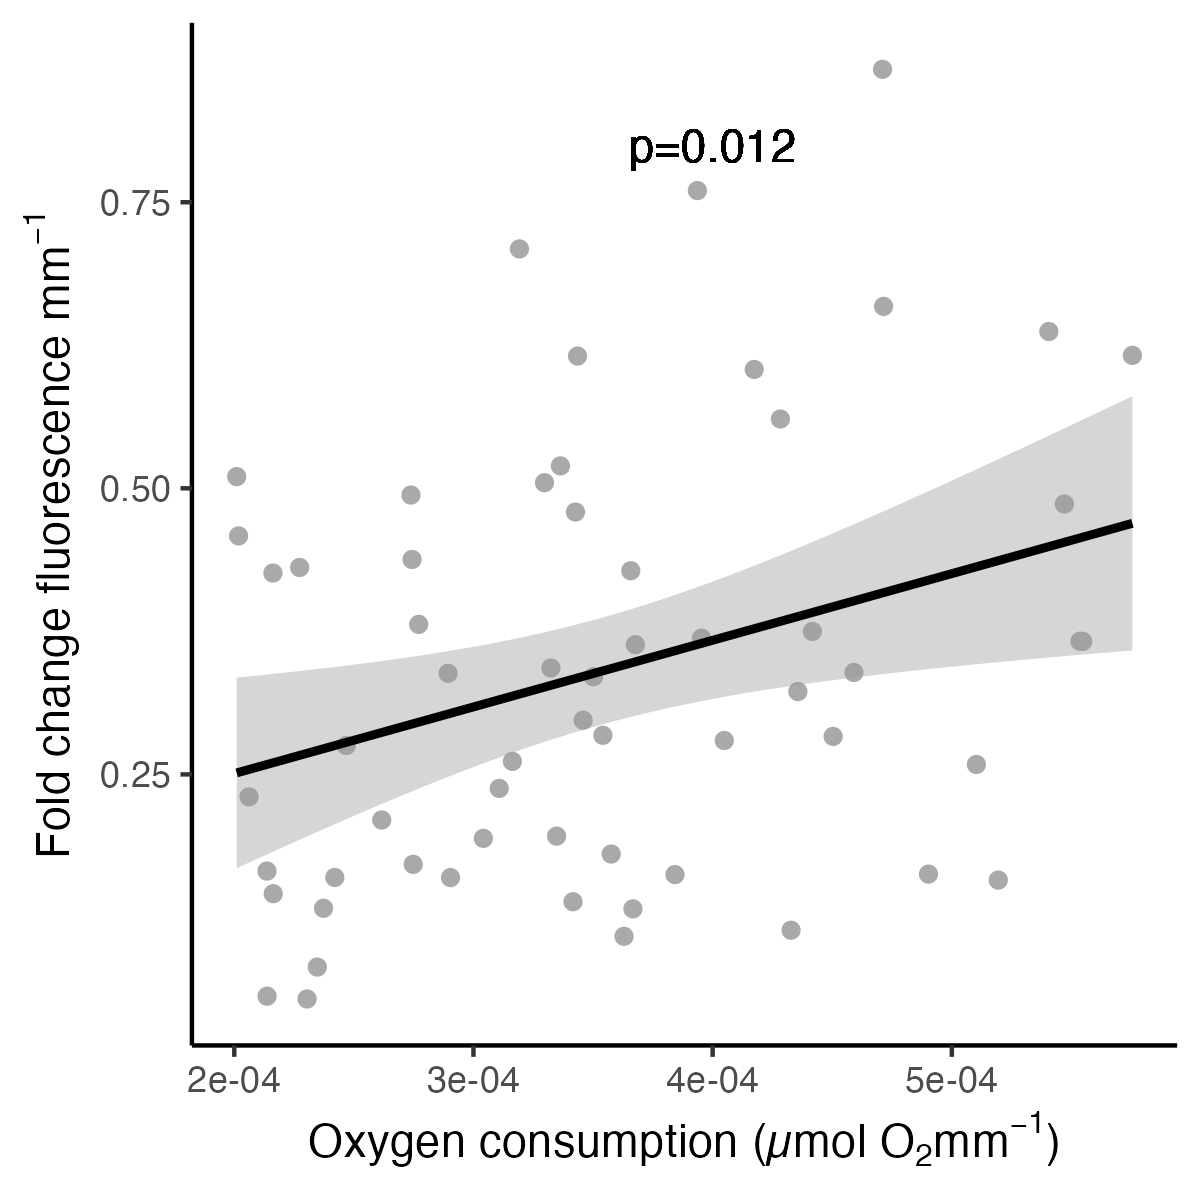 p=0.012
0.75
0.50
0.25
Fold change fluorescence mm⁻¹
2e-04 3e-04 4e-04 5e-04
Oxygen consumption (μmol O₂mm⁻¹)